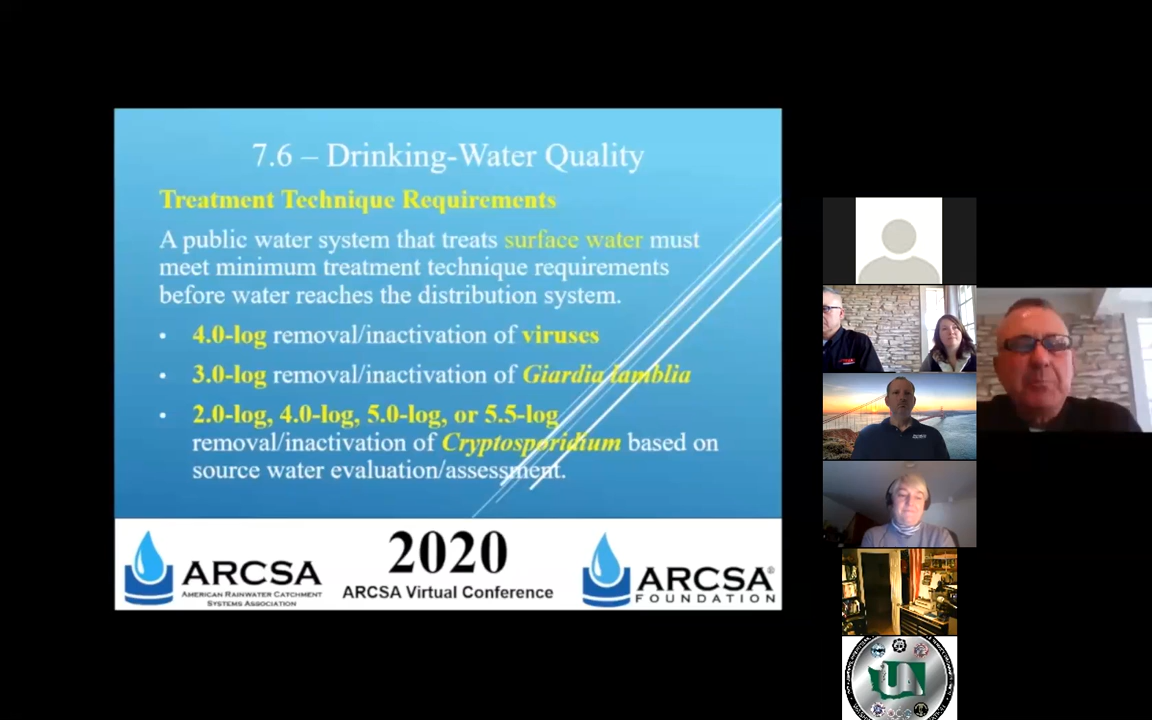 7.6 – Drinking-Water Quality
Treatment Technique Requirements
A public water system that treats surface water must
meet minimum treatment technique requirements
before water reaches the distribution system.
• 4.0-log removal/inactivation of viruses
• 3.0-log removal/inactivation of Giardia lamblia
• 2.0-log, 4.0-log, 5.0-log, or 5.5-log
removal/inactivation of Cryptosporidium based on
source water evaluation/assessment.
ARCSA
AMERICAN RAINWATER CATCHMENT
SYSTEMS ASSOCIATION
2020
ARCSA Virtual Conference
ARCSA®
FOUNDATION